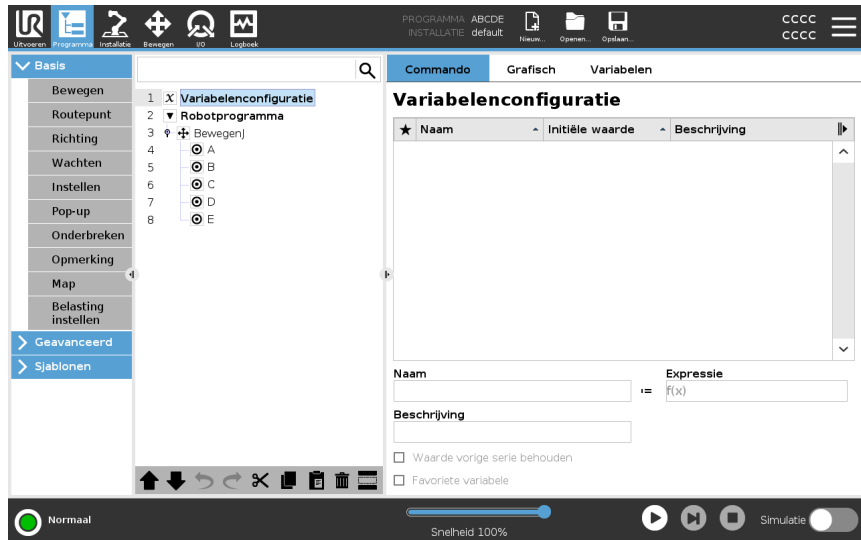 UR
Uitvoeren Programma Installatie Bewegen I/O Logboek
PROGRAMMA ABCDE
INSTALLATIE default
Nieuw... Openen... Opslaan...
CCCC
CCCC
Basis
Bewegen
Routepunt
Richting
Wachten
Instellen
Pop-up
Onderbreken
Opmerking
Map
Belasting
instellen
Geavanceerd
Sjablonen
1 X Variabelenconfiguratie
2 Robotprogramma
3 BewegenJ
4 A
5 B
6 C
7 D
8 E
Commando Grafisch Variabelen
Variabelenconfiguratie
Naam Initiële waarde Beschrijving
Naam Expressie
:= f(x)
Beschrijving
Waarde vorige serie behouden
Favoriete variabele
Normaal
Snelheid 100%
Simulatie